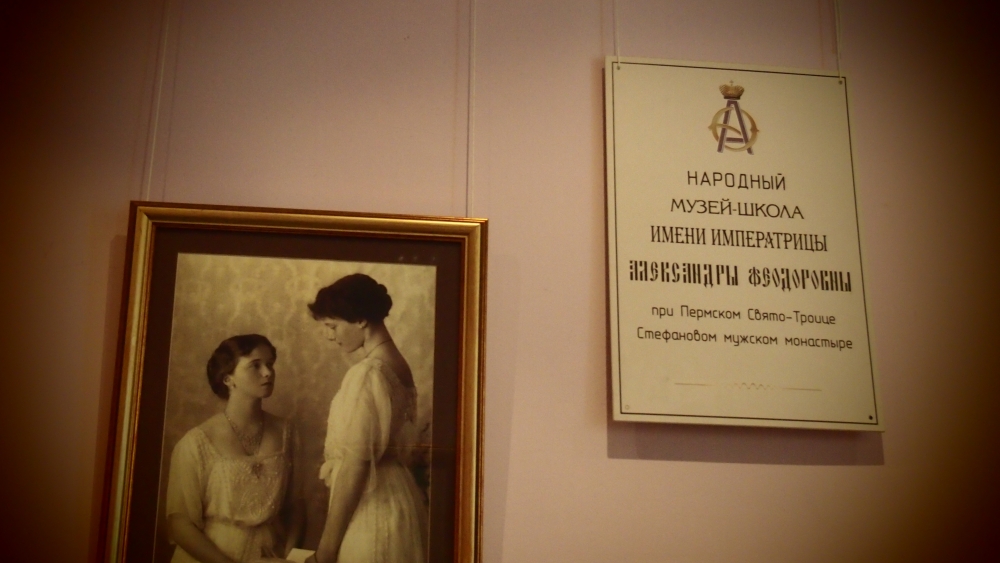 НАРОДНЫЙ
МУЗЕЙ-ШКОЛА
ИМЕНИ ИМПЕРАТРИЦЫ
АЛЕКСАНДРЫ ФЕОДОРОВНЫ
при Пермском Свято-Троице
Стефановом мужском монастыре